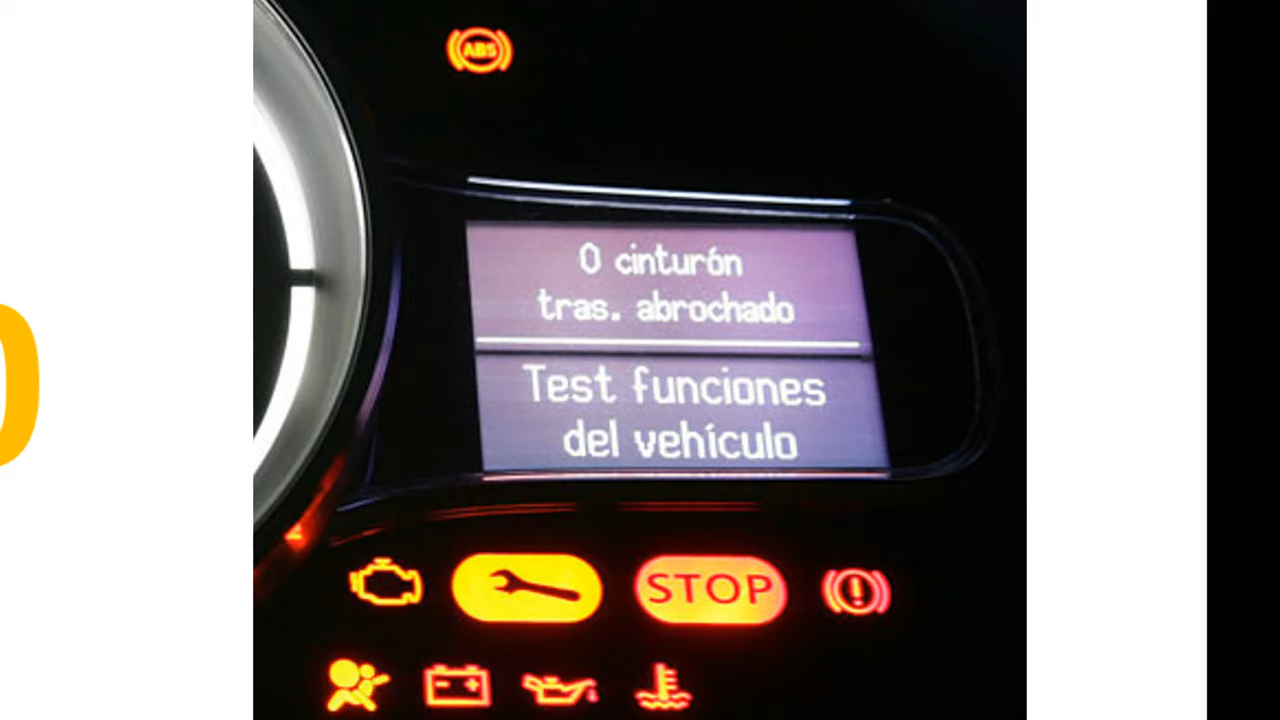 ABS
0 cinturón
tras. abrochado
Test funciones
del vehículo
STOP